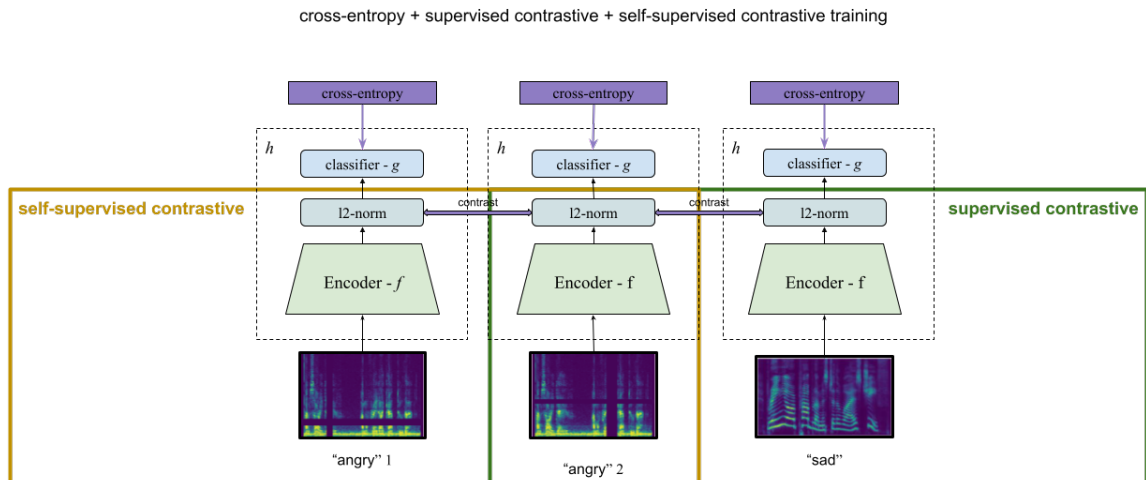 cross-entropy + supervised contrastive + self-supervised contrastive training
cross-entropy
cross-entropy
cross-entropy
h
h
h
classifier - g
classifier - g
classifier - g
self-supervised contrastive
l2-norm
contrast
l2-norm
contrast
l2-norm
supervised contrastive
Encoder - f
Encoder - f
Encoder - f
“angry” 1
“angry” 2
“sad”